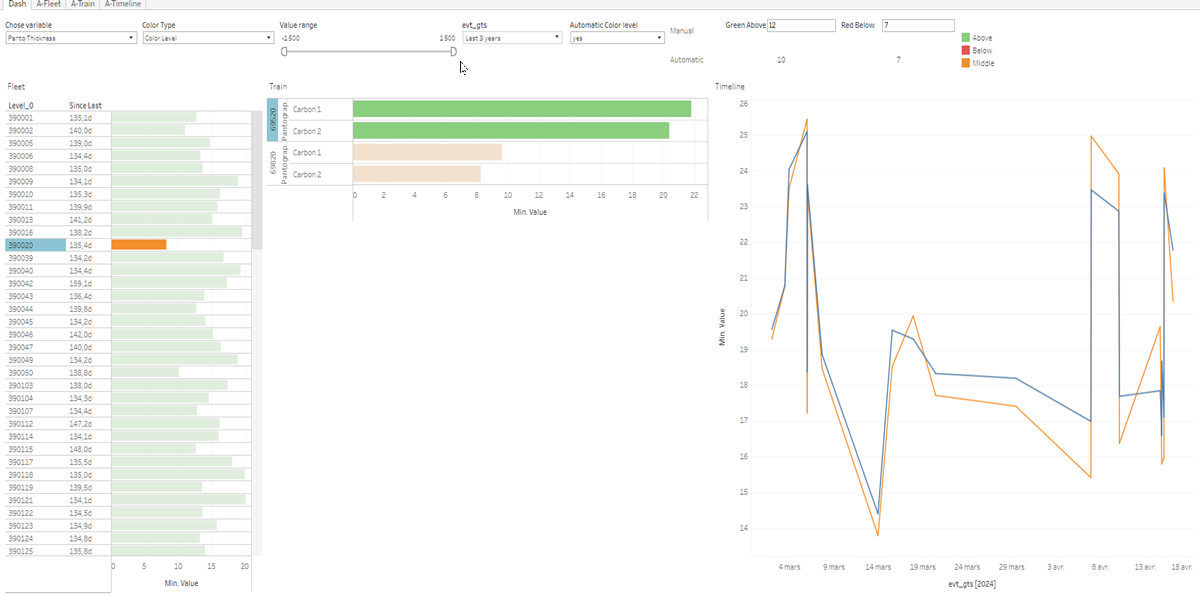 Dash A-Fleet A-Train A-Timeline
Chose variable Color Type Value range evt_gts Automatic Color level Manual Green Above 12 Red Below 7
Panto Thickness Color Level -1 500 1 500 Last 3 years yes
Automatic 10 7
Above
Below
Middle
Fleet
Level_0 Since Last
390001 135,1d
390002 140,0d
390005 139,0d
390006 134,4d
390008 135,0d
390009 134,1d
390010 135,3d
390011 139,9d
390013 141,2d
390016 138,2d
390020 135,4d
390039 134,2d
390040 134,4d
390042 159,1d
390043 136,4d
390044 139,8d
390045 134,2d
390046 142,0d
390047 140,0d
390049 134,2d
390050 138,8d
390103 138,0d
390104 134,3d
390107 134,4d
390112 147,2d
390114 134,1d
390115 148,0d
390117 135,5d
390118 135,0d
390119 139,5d
390121 134,1d
390122 134,5d
390123 134,9d
390124 134,8d
390125 135,8d
0 5 10 15 20
Min. Value
Train
Pantograp..
Carbon 1
Carbon 2
69820
Pantograp..
Carbon 1
Carbon 2
0 2 4 6 8 10 12 14 16 18 20 22
Min. Value
Timeline
Min. Value
26
25
24
23
22
21
20
19
18
17
16
15
14
4 mars 9 mars 14 mars 19 mars 24 mars 29 mars 3 avr. 8 avr. 13 avr. 18 avr.
evt_gts [2024]